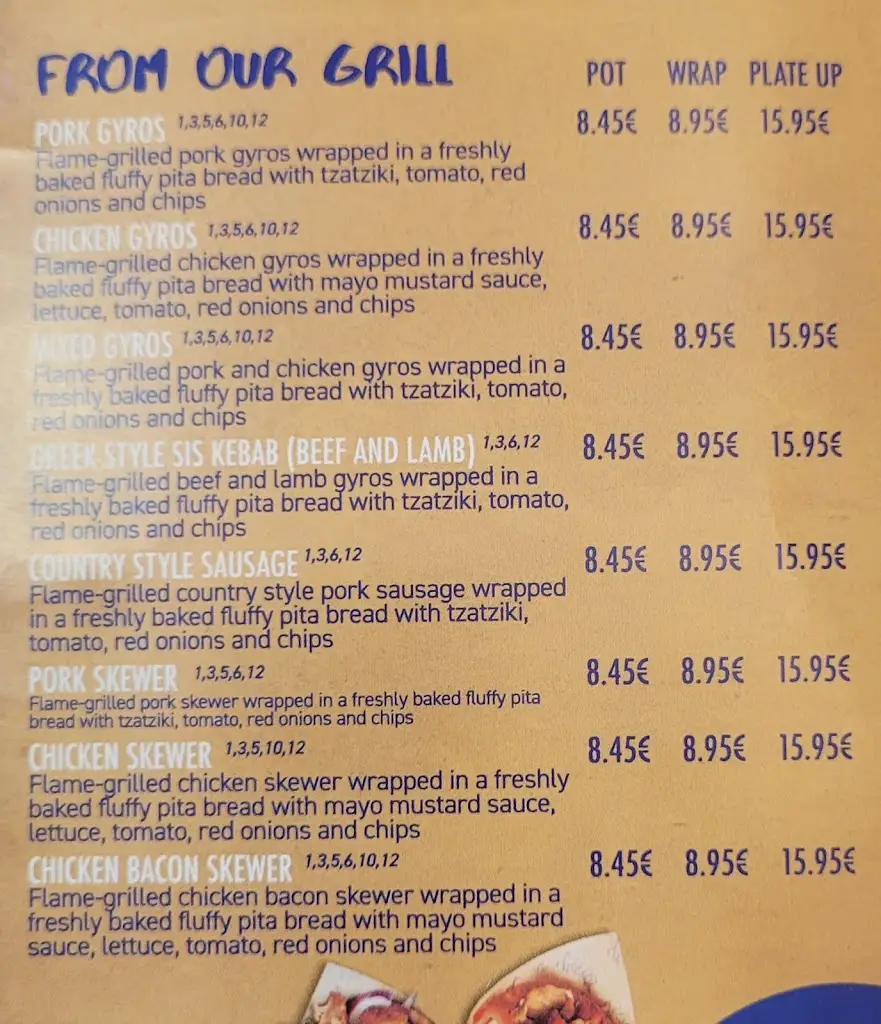 FROM OUR GRILL POT WRAP PLATE UP
PORK GYROS 1,3,5,6,10,12 8.45€ 8.95€ 15.95€
Flame-grilled pork gyros wrapped in a freshly
baked fluffy pita bread with tzatziki, tomato, red
onions and chips
CHICKEN GYROS 1,3,5,6,10,12 8.45€ 8.95€ 15.95€
Flame-grilled chicken gyros wrapped in a freshly
baked fluffy pita bread with mayo mustard sauce,
lettuce, tomato, red onions and chips
MIXED GYROS 1,3,5,6,10,12 8.45€ 8.95€ 15.95€
Flame-grilled pork and chicken gyros wrapped in a
freshly baked fluffy pita bread with tzatziki, tomato,
red onions and chips
GREEK STYLE SIS KEBAB (BEEF AND LAMB) 1,3,6,12 8.45€ 8.95€ 15.95€
Flame-grilled beef and lamb gyros wrapped in a
freshly baked fluffy pita bread with tzatziki, tomato,
red onions and chips
COUNTRY STYLE SAUSAGE 1,3,6,12 8.45€ 8.95€ 15.95€
Flame-grilled country style pork sausage wrapped
in a freshly baked fluffy pita bread with tzatziki,
tomato, red onions and chips
PORK SKEWER 1,3,5,6,12 8.45€ 8.95€ 15.95€
Flame-grilled pork skewer wrapped in a freshly baked fluffy pita
bread with tzatziki, tomato, red onions and chips
CHICKEN SKEWER 1,3,5,10,12 8.45€ 8.95€ 15.95€
Flame-grilled chicken skewer wrapped in a freshly
baked fluffy pita bread with mayo mustard sauce,
lettuce, tomato, red onions and chips
CHICKEN BACON SKEWER 1,3,5,6,10,12 8.45€ 8.95€ 15.95€
Flame-grilled chicken bacon skewer wrapped in a
freshly baked fluffy pita bread with mayo mustard
sauce, lettuce, tomato, red onions and chips